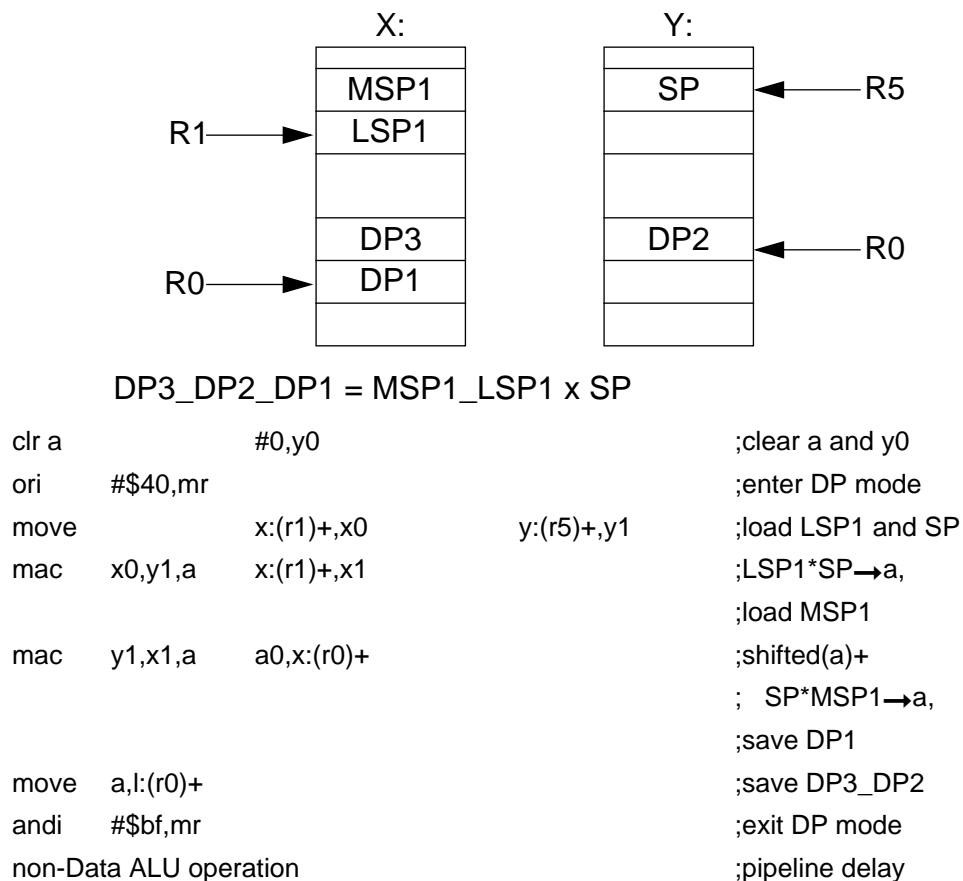 X: Y:
MSP1 SP R5
R1 LSP1
DP3 DP2 R0
R0 DP1
DP3_DP2_DP1 = MSP1_LSP1 x SP
clr a #0,y0 ;clear a and y0
ori #$40,mr ;enter DP mode
move x:(r1)+,x0 y:(r5)+,y1 ;load LSP1 and SP
mac x0,y1,a x:(r1)+,x1 ;LSP1*SP→a,
;load MSP1
mac y1,x1,a a0,x:(r0)+ ;shifted(a)+
; SP*MSP1→a,
;save DP1
move a,l:(r0)+ ;save DP3_DP2
andi #$bf,mr ;exit DP mode
non-Data ALU operation ;pipeline delay